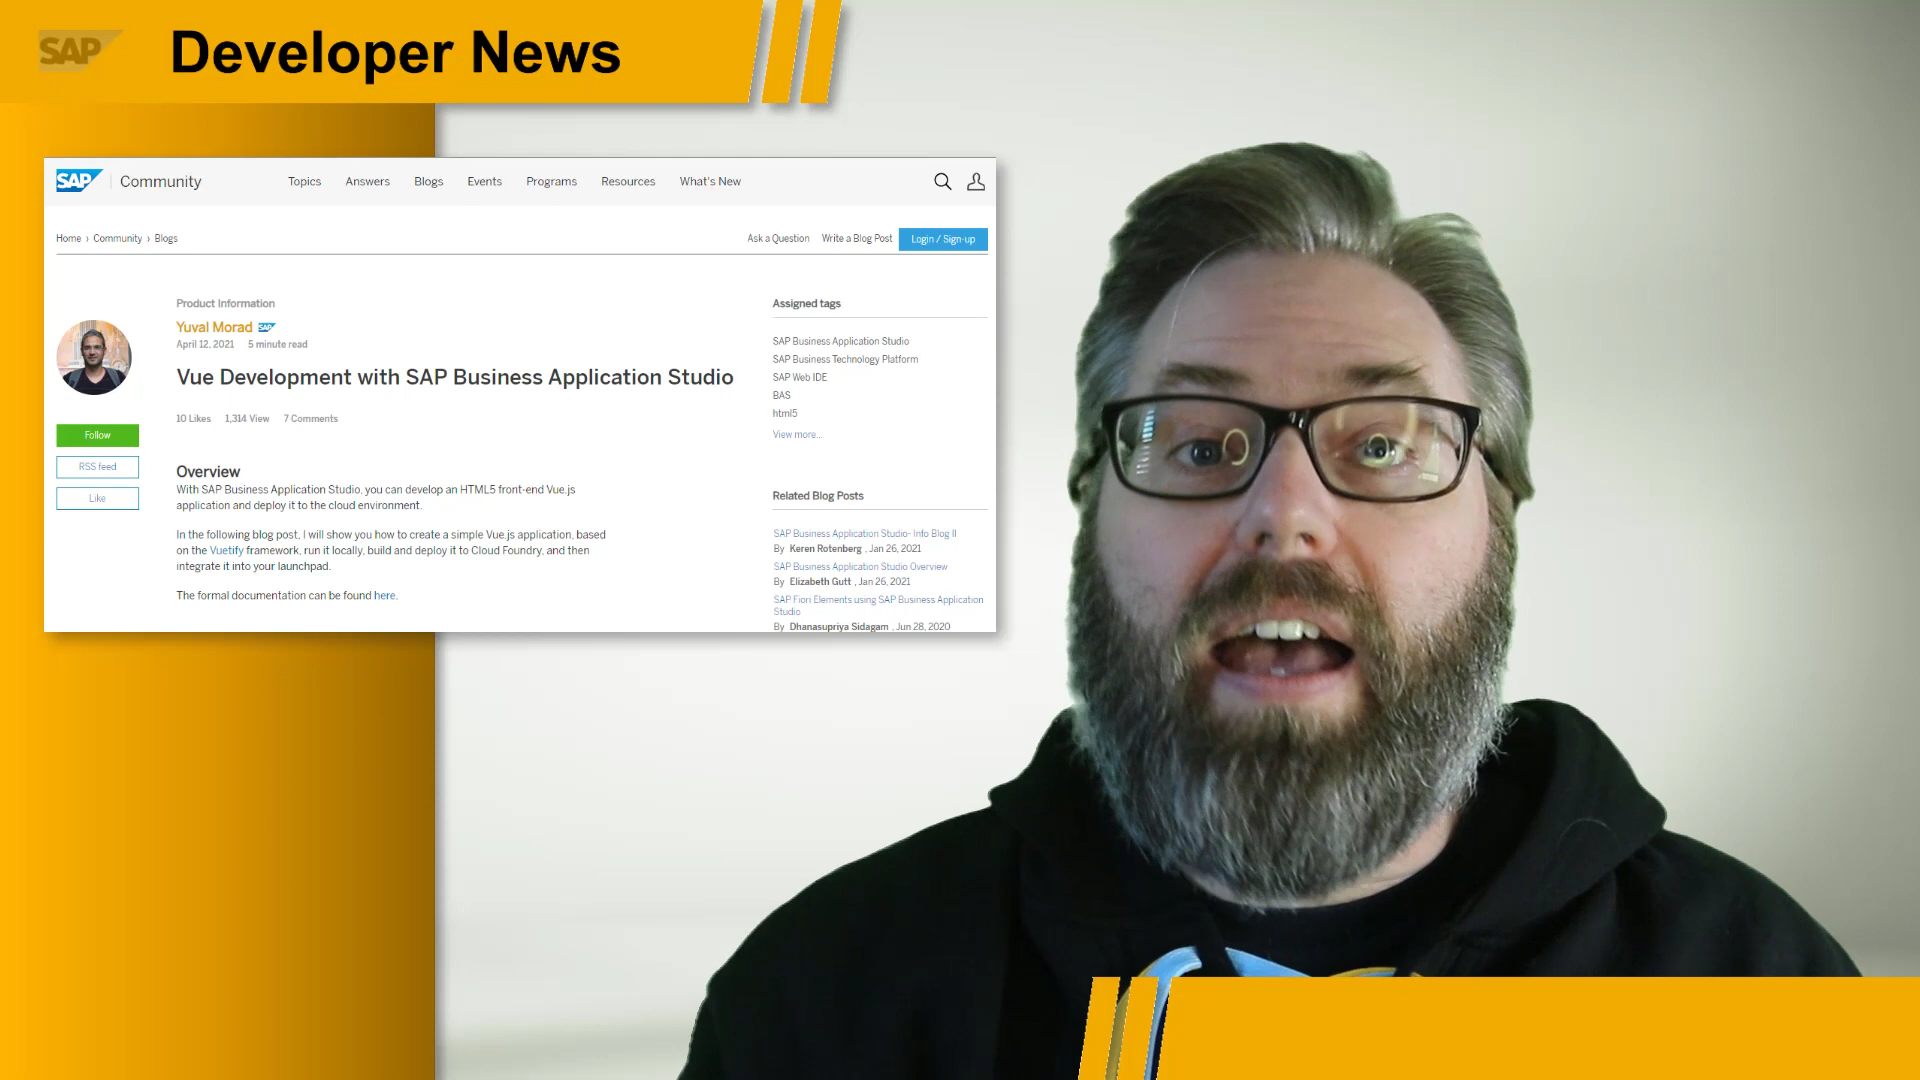 SAP Developer News
SAP Community Topics Answers Blogs Events Programs Resources What's New
Home › Community › Blogs Ask a Question Write a Blog Post Login / Sign-up
Product Information
Yuval Morad SAP
April 12, 2021 5 minute read
Vue Development with SAP Business Application Studio
10 Likes 1,314 View 7 Comments
Follow
RSS feed
Like
Overview
With SAP Business Application Studio, you can develop an HTML5 front-end Vue.js
application and deploy it to the cloud environment.
In the following blog post, I will show you how to create a simple Vue.js application, based
on the Vuetify framework, run it locally, build and deploy it to Cloud Foundry, and then
integrate it into your launchpad.
The formal documentation can be found here.
Assigned tags
SAP Business Application Studio
SAP Business Technology Platform
SAP Web IDE
BAS
html5
View more...
Related Blog Posts
SAP Business Application Studio- Info Blog II
By Keren Rotenberg , Jan 26, 2021
SAP Business Application Studio Overview
By Elizabeth Gutt , Jan 26, 2021
SAP Fiori Elements using SAP Business Application
Studio
By Dhanasupriya Sidagam , Jun 28, 2020